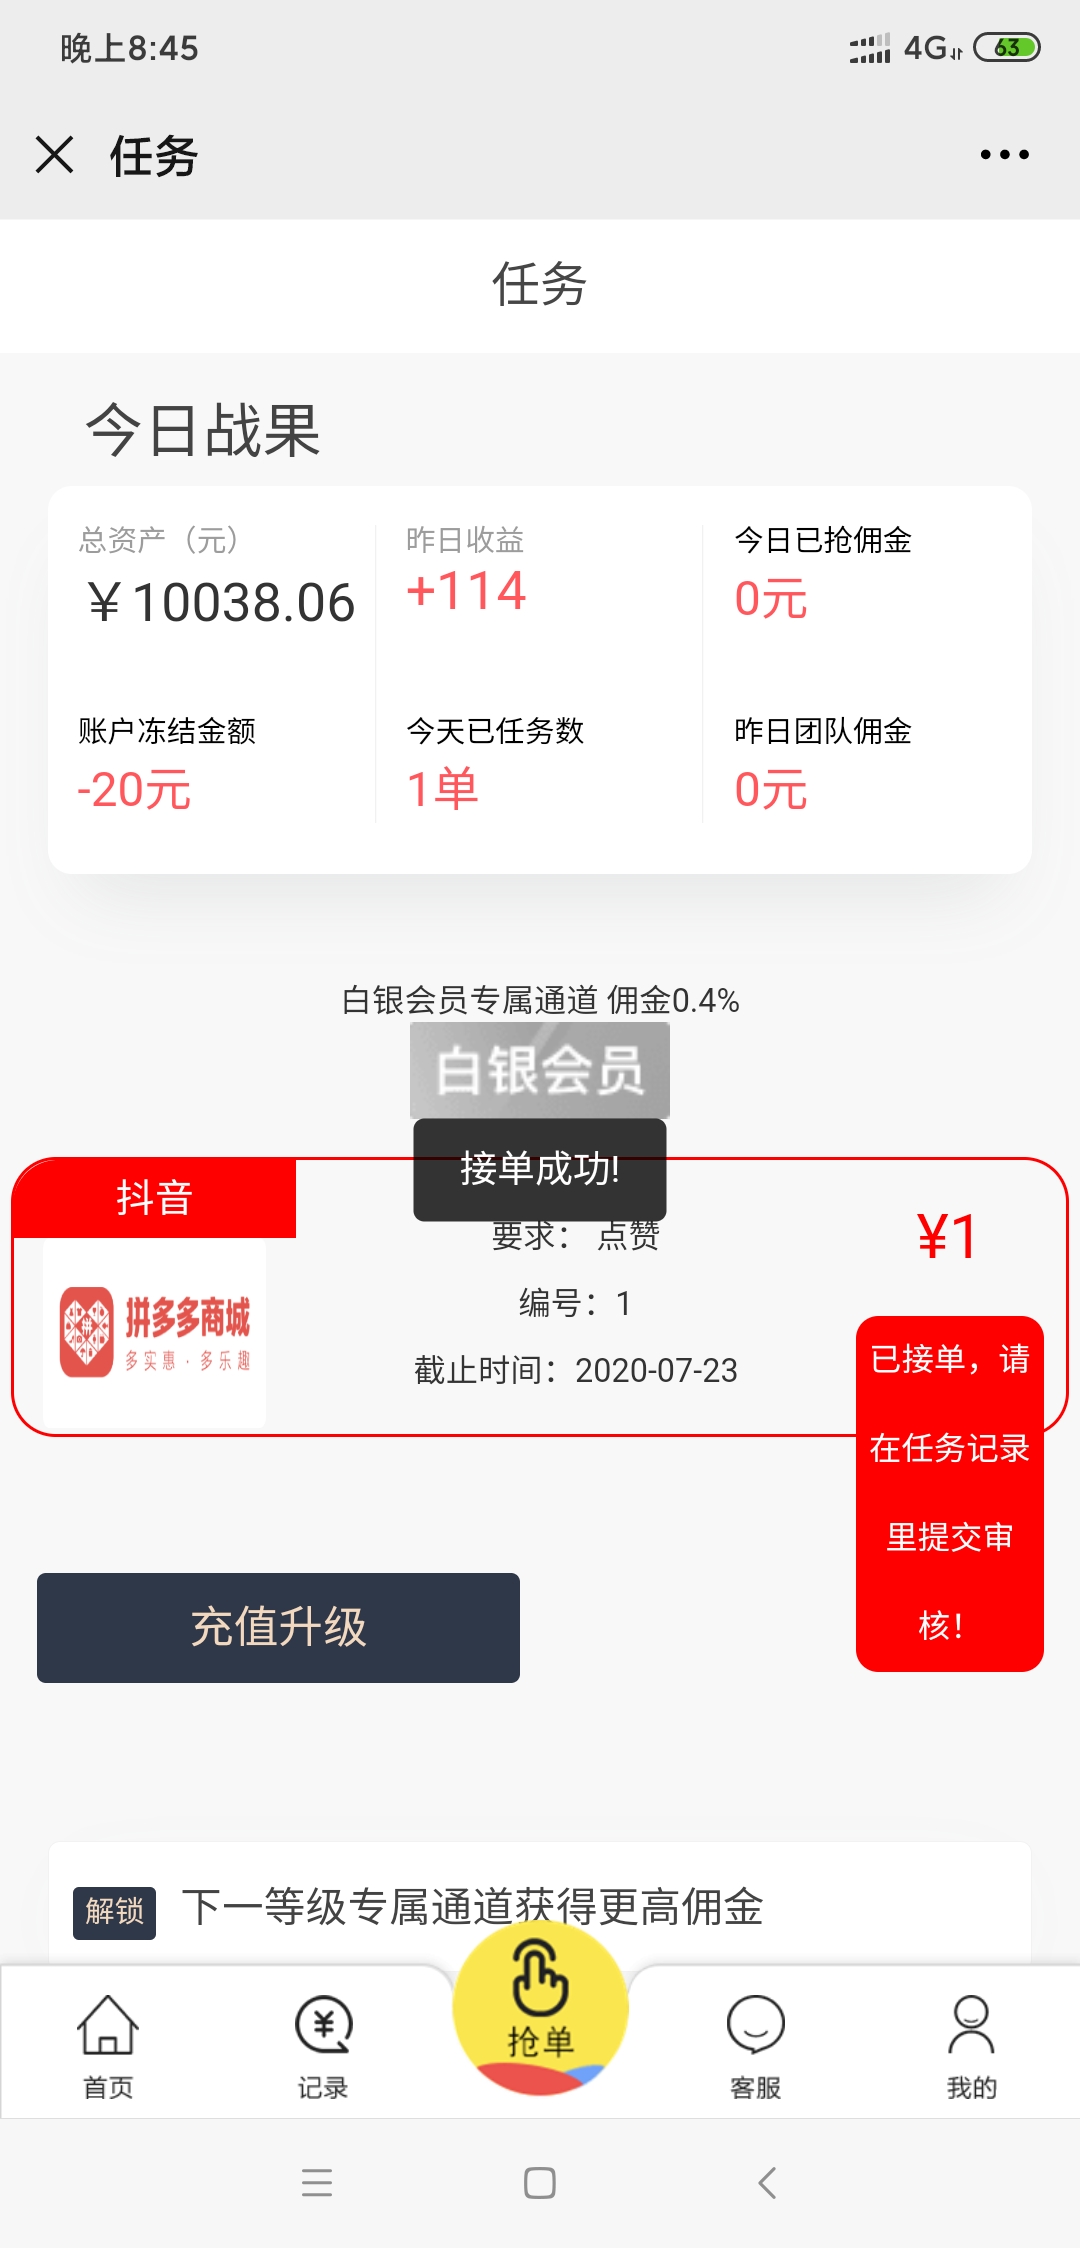 晚上8:45
4G
63
任务
任务
今日战果
总资产（元）
￥10038.06
昨日收益
+114
今日已抢佣金
0元
账户冻结金额
-20元
今天已任务数
1单
昨日团队佣金
0元
白银会员专属通道 佣金0.4%
白银会员
接单成功!
抖音
拼多多商城
多实惠·多乐趣
要求： 点赞
编号：1
截止时间：2020-07-23
¥1
已接单，请
在任务记录
里提交审
核！
充值升级
解锁
下一等级专属通道获得更高佣金
首页
记录
抢单
客服
我的